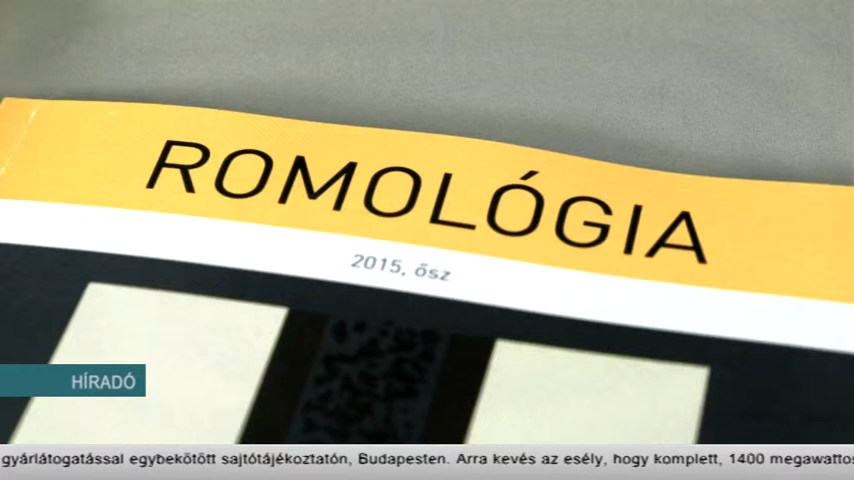 ROMOLÓGIA
2015, ősz
HÍRADÓ
gyárlátogatással egybekötött sajtótájékoztatón, Budapesten. Arra kevés az esély, hogy komplett, 1400 megawattos